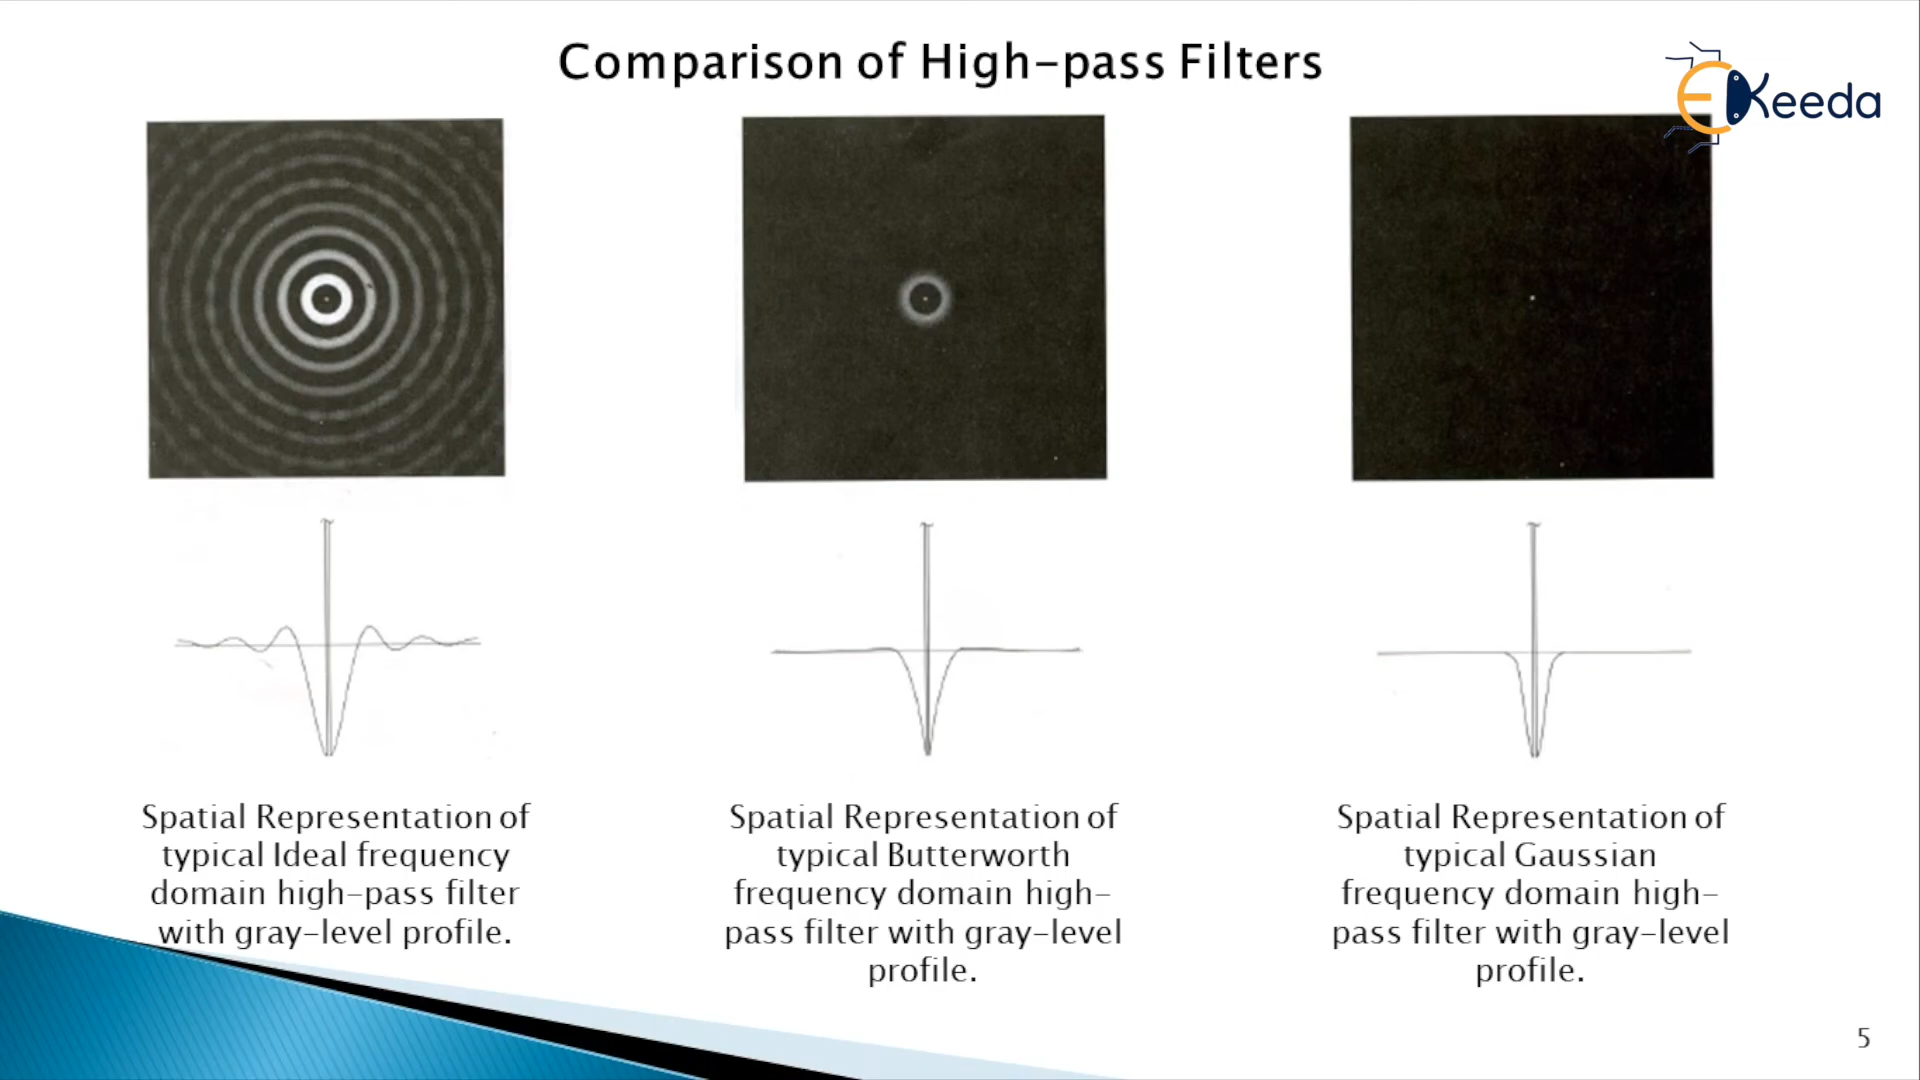 Comparison of High-pass Filters
EKeeda
Spatial Representation of
typical Ideal frequency
domain high-pass filter
with gray-level profile.
Spatial Representation of
typical Butterworth
frequency domain high-
pass filter with gray-level
profile.
Spatial Representation of
typical Gaussian
frequency domain high-
pass filter with gray-level
profile.
5